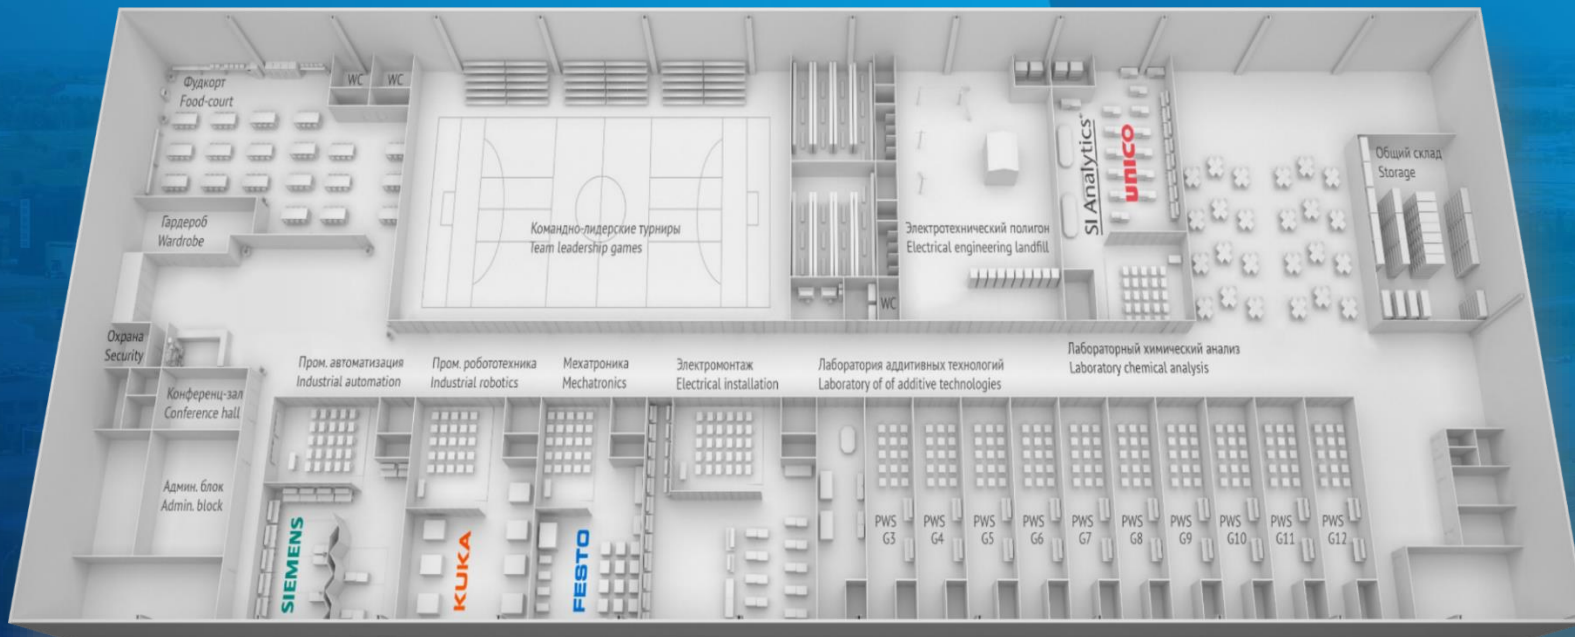 Фудкорт
Food-court
WC
WC
Гардероб
Wardrobe
Командно-лидерские турниры
Team leadership games
WC
Электротехнический полигон
Electrical engineering landfill
SI Analytics
UNICO
Общий склад
Storage
Охрана
Security
Конференц-зал
Conference hall
Админ. блок
Admin. block
Пром. автоматизация
Industrial automation
Пром. робототехника
Industrial robotics
Мехатроника
Mechatronics
Электромонтаж
Electrical installation
Лаборатория аддитивных технологий
Laboratory of of additive technologies
Лабораторный химический анализ
Laboratory chemical analysis
SIEMENS
KUKA
FESTO
PWS
G3
PWS
G4
PWS
G5
PWS
G6
PWS
G7
PWS
G8
PWS
G9
PWS
G10
PWS
G11
PWS
G12